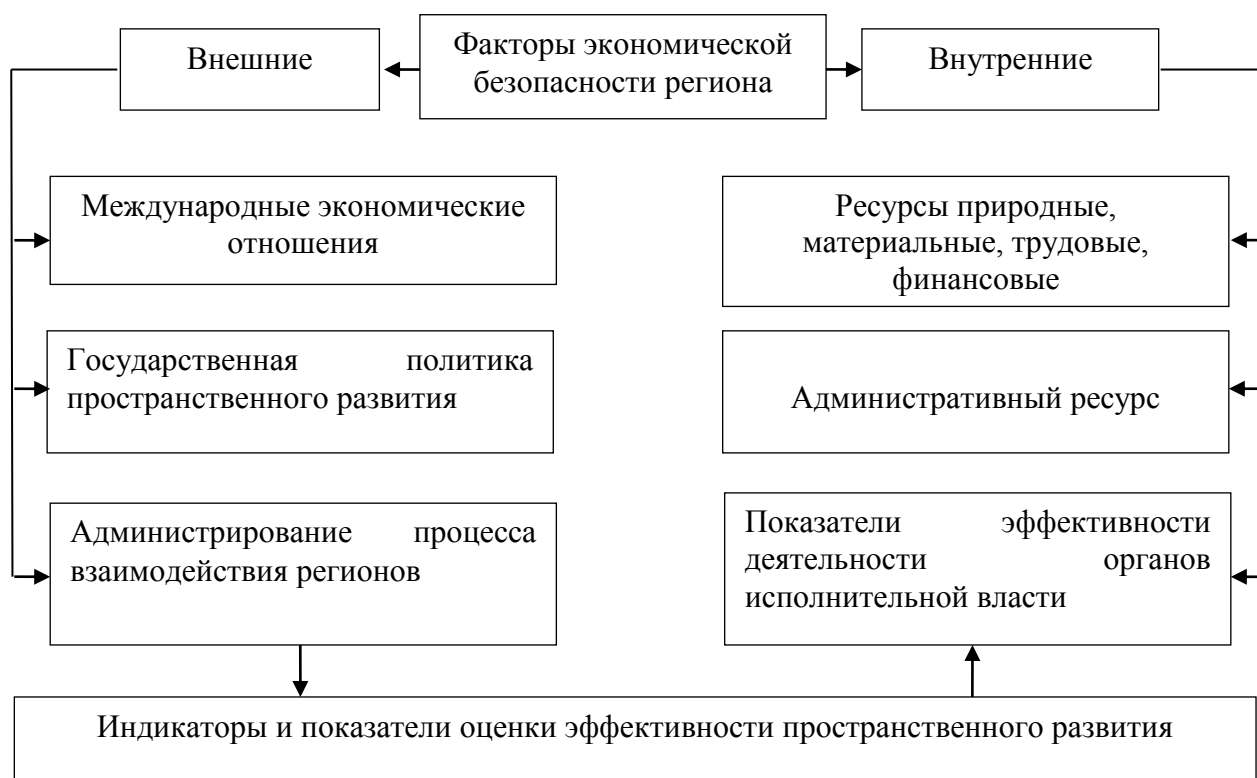 Внешние
Факторы экономической
безопасности региона
Внутренние
Международные экономические
отношения
Ресурсы природные,
материальные, трудовые,
финансовые
Государственная политика
пространственного развития
Административный ресурс
Администрирование процесса
взаимодействия регионов
Показатели эффективности
деятельности органов
исполнительной власти
Индикаторы и показатели оценки эффективности пространственного развития